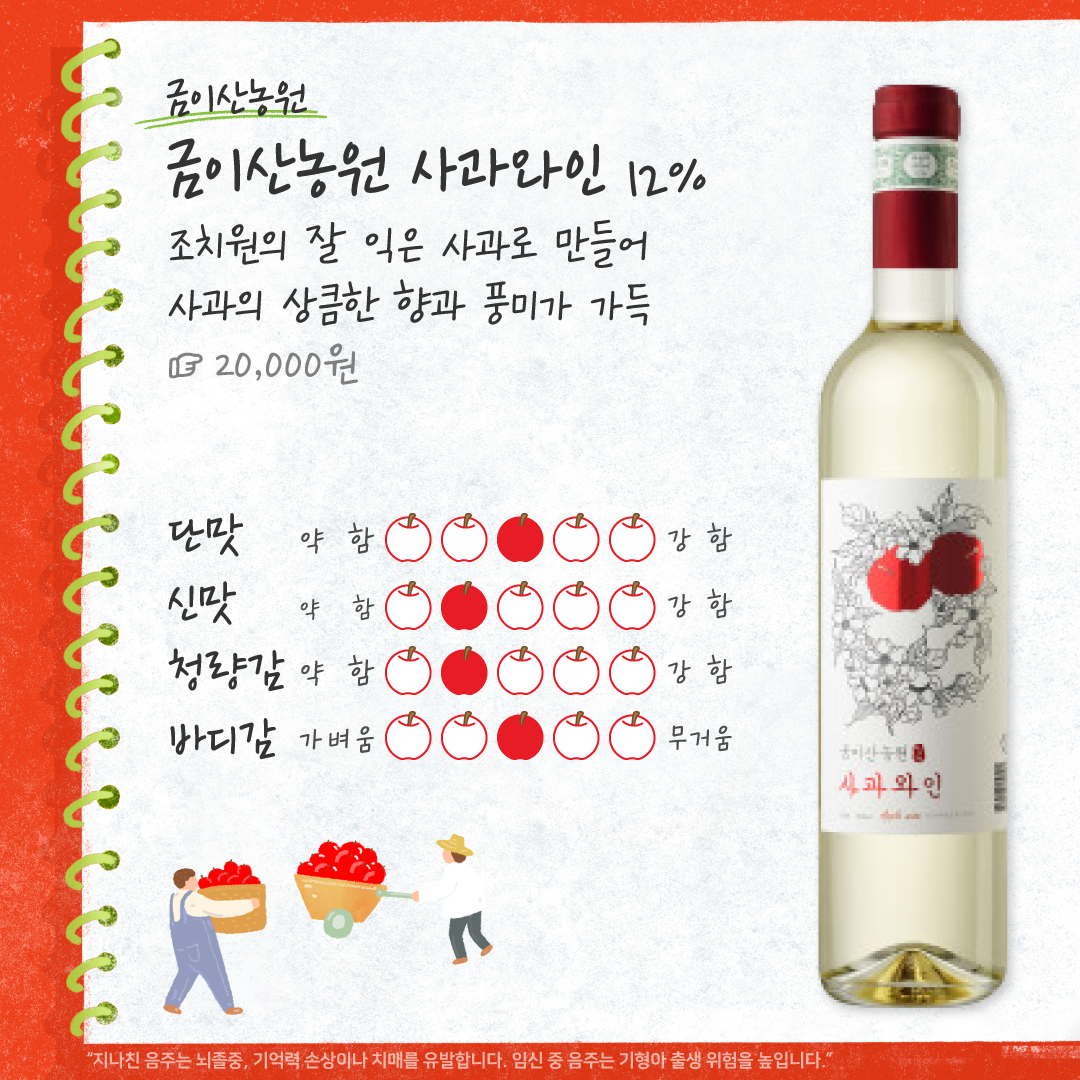 금이산농원
금이산농원 사과와인 12%
조치원의 잘 익은 사과로 만들어
사과의 상큼한 향과 풍미가 가득
20,000원
단맛 약함 강함
신맛 약함 강함
청량감 약함 강함
바디감 가벼움 무거움
금이산농원
사과와인
"지나친 음주는 뇌졸중, 기억력 손상이나 치매를 유발합니다. 임신 중 음주는 기형아 출생 위험을 높입니다."